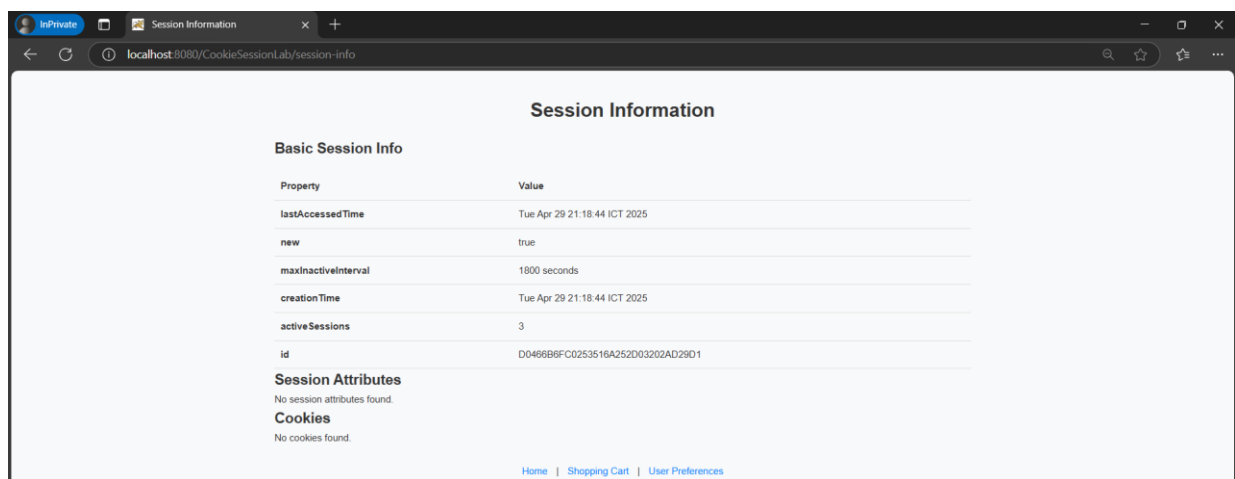 InPrivate
Session Information
localhost:8080/CookieSessionLab/session-info
Session Information
Basic Session Info
Property Value
lastAccessedTime Tue Apr 29 21:18:44 ICT 2025
new true
maxInactiveInterval 1800 seconds
creationTime Tue Apr 29 21:18:44 ICT 2025
activeSessions 3
id D0466B6FC0253516A252D03202AD29D1
Session Attributes
No session attributes found.
Cookies
No cookies found.
Home | Shopping Cart | User Preferences